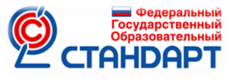 Федеральный
Государственный
Образовательный
СТАНДАРТ